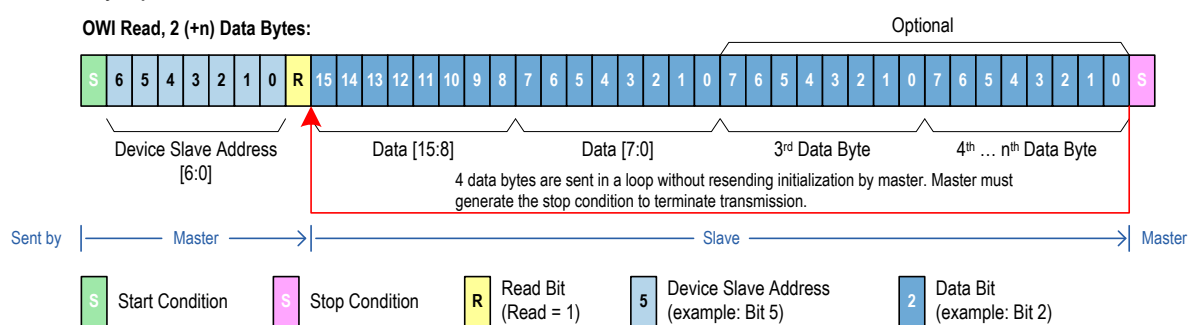 OWI Read, 2 (+n) Data Bytes:
Optional
S 6 5 4 3 2 1 0 R 15 14 13 12 11 10 9 8 7 6 5 4 3 2 1 0 7 6 5 4 3 2 1 0 7 6 5 4 3 2 1 0 S
Device Slave Address
[6:0]
Data [15:8]
Data [7:0]
3rd Data Byte
4th … nth Data Byte
4 data bytes are sent in a loop without resending initialization by master. Master must
generate the stop condition to terminate transmission.
Sent by Master Slave Master
S Start Condition
S Stop Condition
R Read Bit
(Read = 1)
5 Device Slave Address
(example: Bit 5)
2 Data Bit
(example: Bit 2)